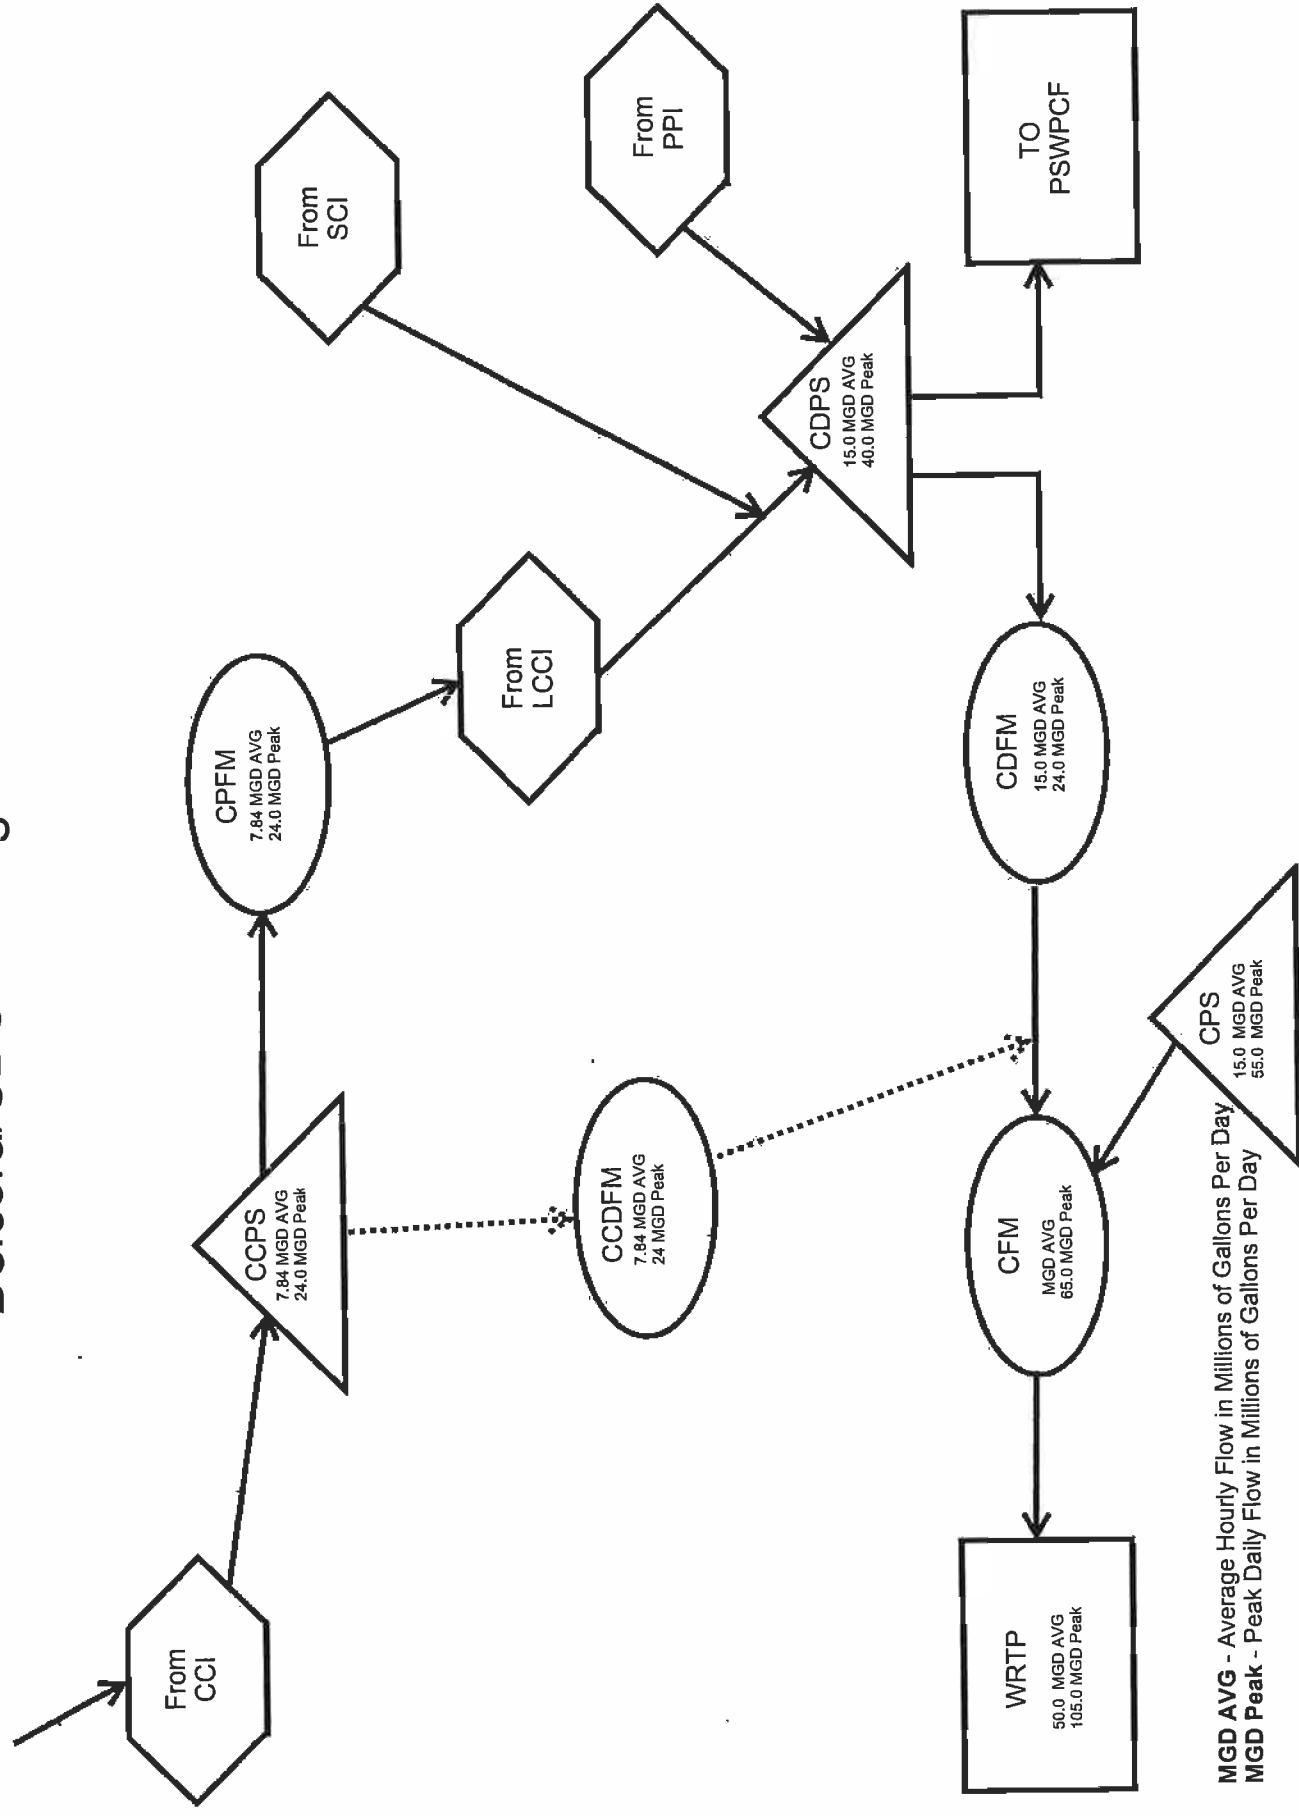 From
CCI
CCPS
7.84 MGD AVG
24.0 MGD Peak
CPFM
7.84 MGD AVG
24.0 MGD Peak
From
SCI
From
LCCI
From
PPI
CCDFM
7.84 MGD AVG
24 MGD Peak
CDPS
15.0 MGD AVG
40.0 MGD Peak
WRTP
50.0 MGD AVG
105.0 MGD Peak
CFM
MGD AVG
65.0 MGD Peak
CDFM
15.0 MGD AVG
24.0 MGD Peak
TO
PSWPCF
CPS
15.0 MGD AVG
55.0 MGD Peak
MGD AVG - Average Hourly Flow in Millions of Gallons Per Day
MGD Peak - Peak Daily Flow in Millions of Gallons Per Day